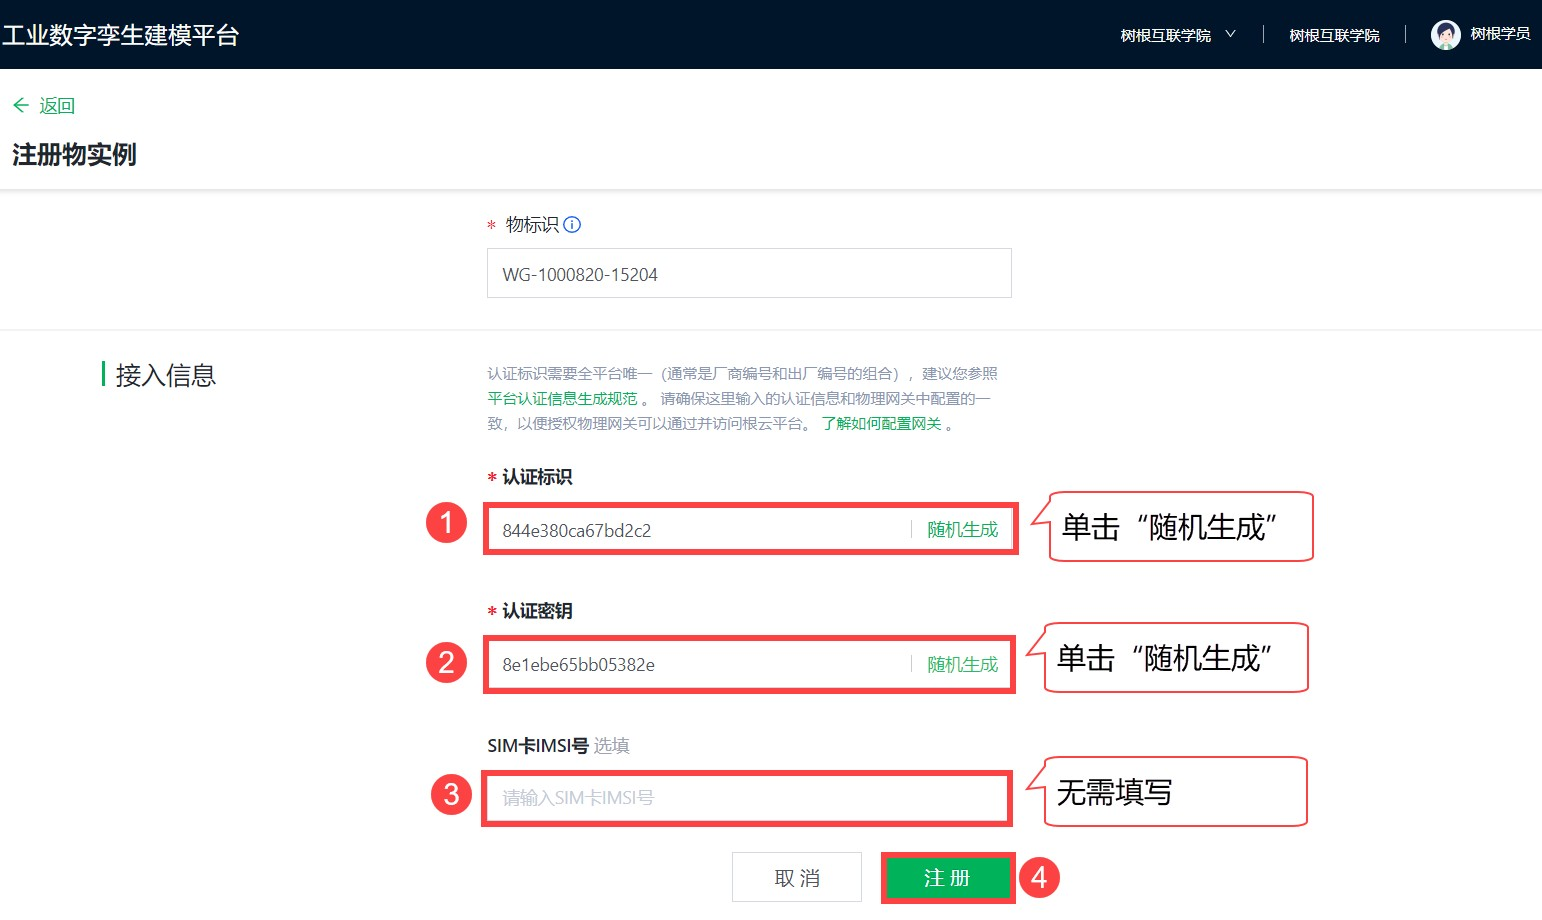 工业数字孪生建模平台
树根互联学院
树根互联学院
树根学员
返回
注册物实例
* 物标识
WG-1000820-15204
接入信息
认证标识需要全平台唯一（通常是厂商编号和出厂编号的组合），建议您参照
平台认证信息生成规范 。 请确保这里输入的认证信息和物理网关中配置的一
致，以便授权物理网关可以通过并访问根云平台。 了解如何配置网关 。
* 认证标识
1
844e380ca67bd2c2
随机生成
单击“随机生成”
* 认证密钥
2
8e1ebe65bb05382e
随机生成
单击“随机生成”
SIM卡IMSI号 选填
3
请输入SIM卡IMSI号
无需填写
取 消
注 册
4